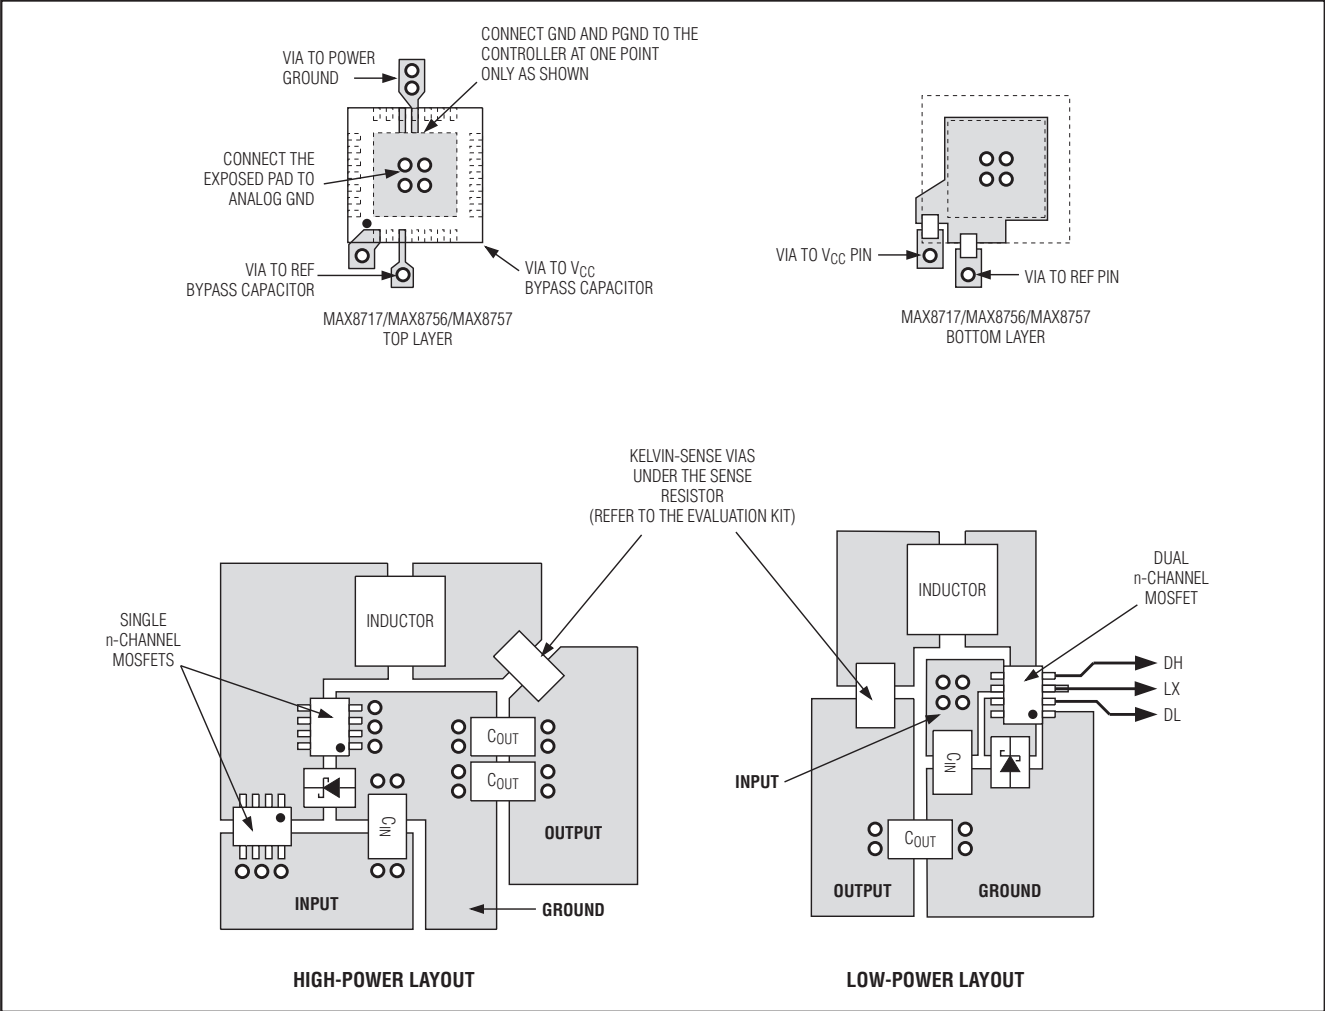 CONNECT GND AND PGND TO THE
CONTROLLER AT ONE POINT
ONLY AS SHOWN
VIA TO POWER
GROUND
CONNECT THE
EXPOSED PAD TO
ANALOG GND
VIA TO REF
BYPASS CAPACITOR
VIA TO VCC
BYPASS CAPACITOR
MAX8717/MAX8756/MAX8757
TOP LAYER
VIA TO VCC PIN
VIA TO REF PIN
MAX8717/MAX8756/MAX8757
BOTTOM LAYER
KELVIN-SENSE VIAS
UNDER THE SENSE
RESISTOR
(REFER TO THE EVALUATION KIT)
SINGLE
n-CHANNEL
MOSFETS
INDUCTOR
COUT
COUT
CIN
OUTPUT
INPUT
GROUND
HIGH-POWER LAYOUT
INDUCTOR
DUAL
n-CHANNEL
MOSFET
DH
LX
DL
CIN
INPUT
COUT
OUTPUT
GROUND
LOW-POWER LAYOUT